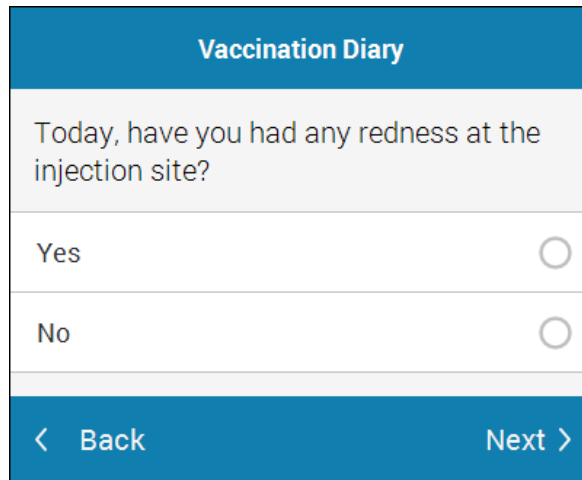 Vaccination Diary
Today, have you had any redness at the
injection site?
Yes
No
Back
Next